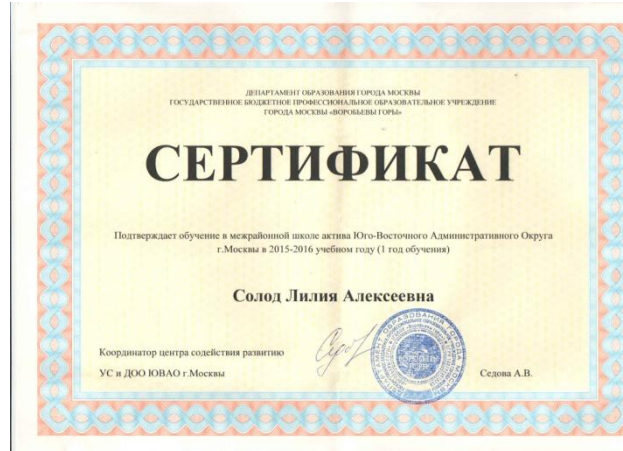 ДЕПАРТАМЕНТ ОБРАЗОВАНИЯ ГОРОДА МОСКВЫ
ГОСУДАРСТВЕННОЕ БЮДЖЕТНОЕ ПРОФЕССИОНАЛЬНОЕ ОБРАЗОВАТЕЛЬНОЕ УЧРЕЖДЕНИЕ
ГОРОДА МОСКВЫ «ВОРОБЬЕВЫ ГОРЫ»
СЕРТИФИКАТ
Подтверждает обучение в межрайонной школе актива Юго-Восточного Административного Округа
г.Москвы в 2015-2016 учебном году (1 год обучения)
Солод Лилия Алексеевна
Координатор центра содействия развитию
УС и ДОО ЮВАО г.Москвы
Седова А.В.